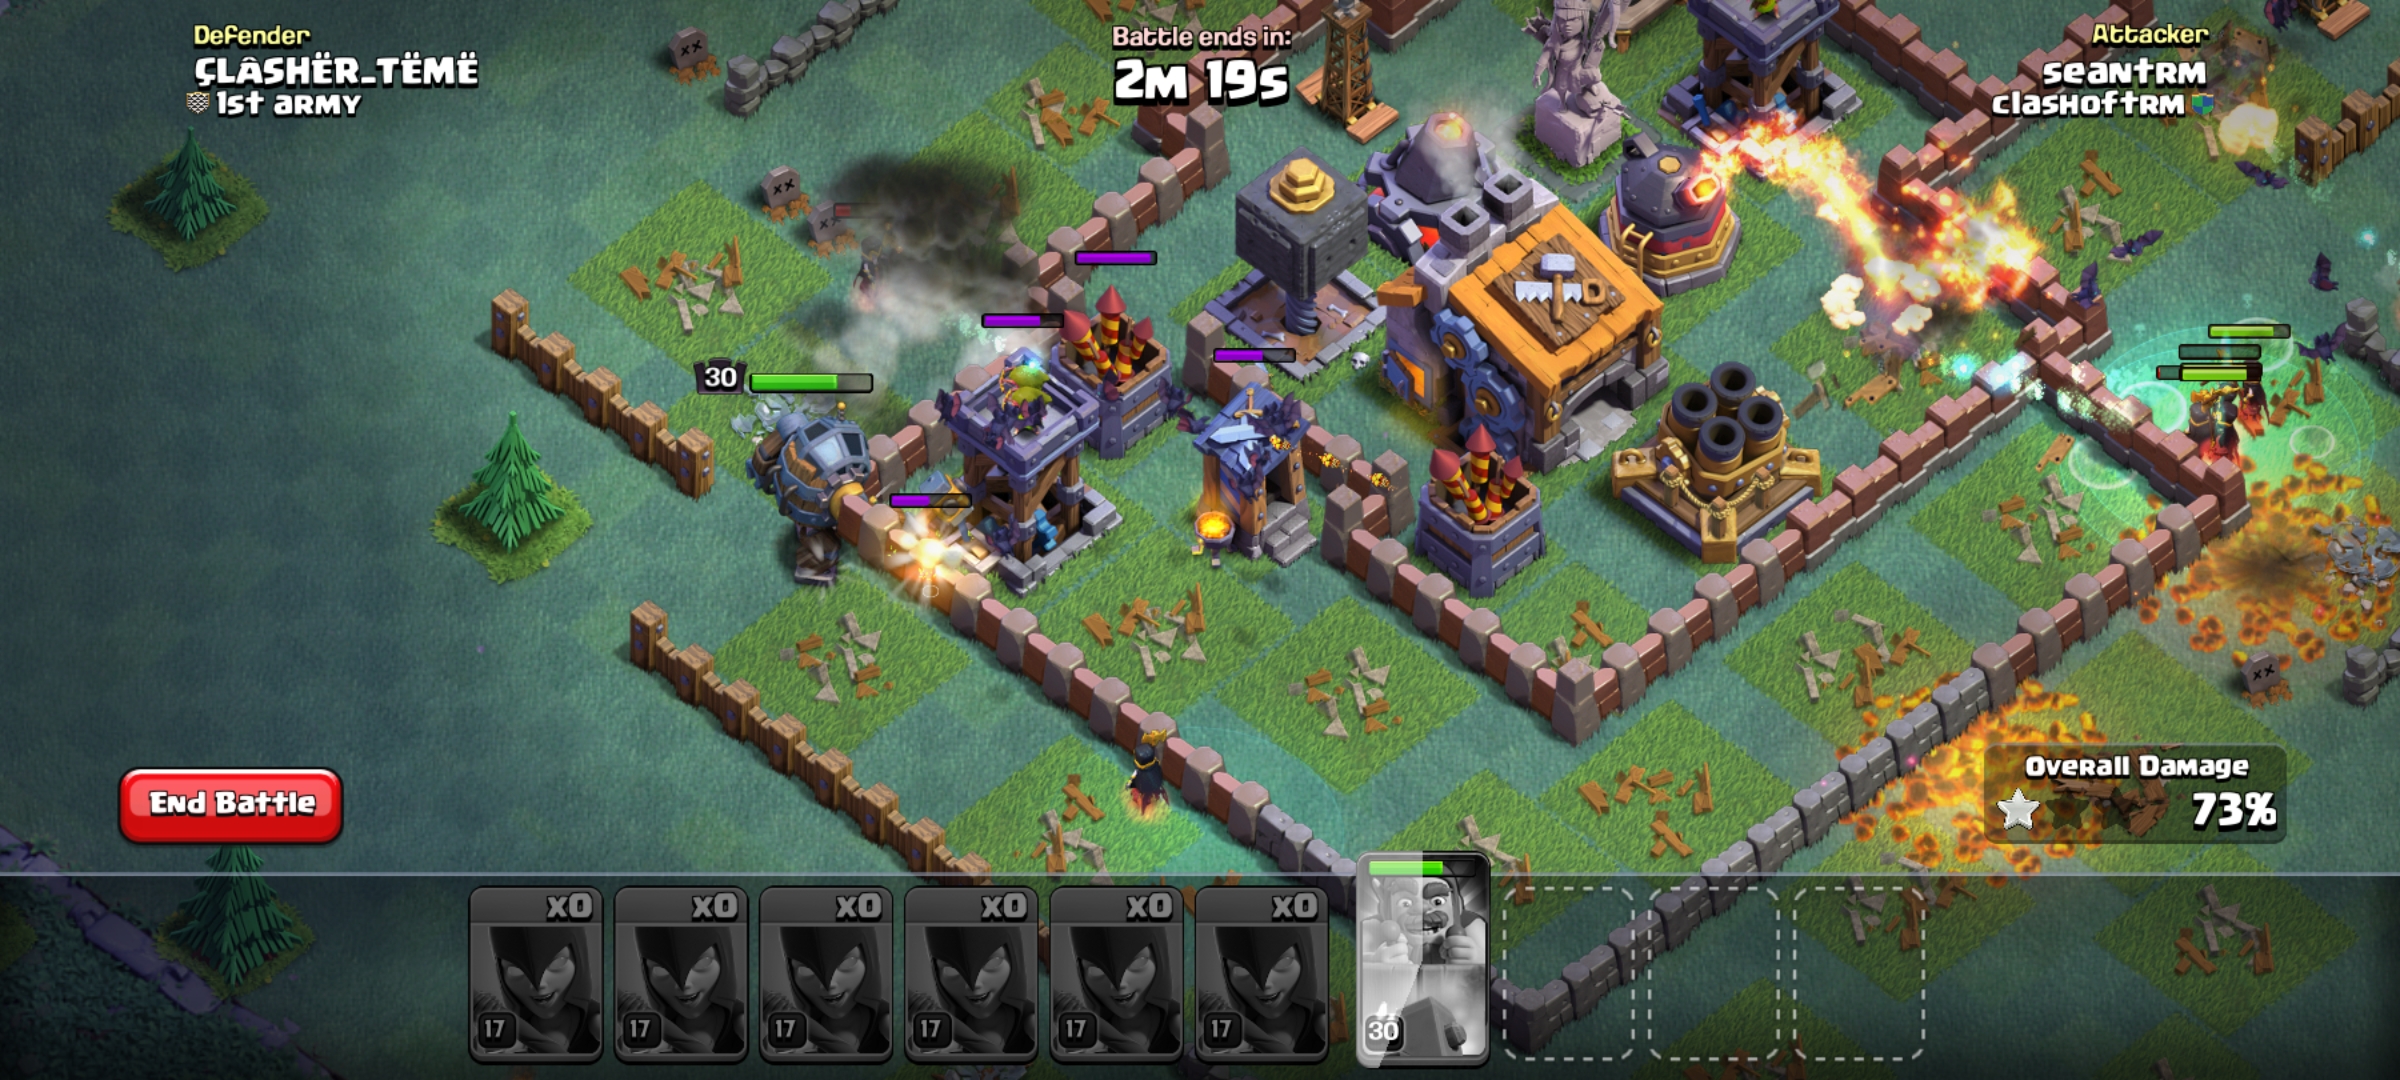 Defender
ÇLÂSHËR_TËMË
1st ARMY
Battle ends in:
2M 19s
Attacker
seantRM
clashoftRM
30
End Battle
Overall Damage
73%
x0
x0
x0
x0
x0
x0
17
17
17
17
17
17
30